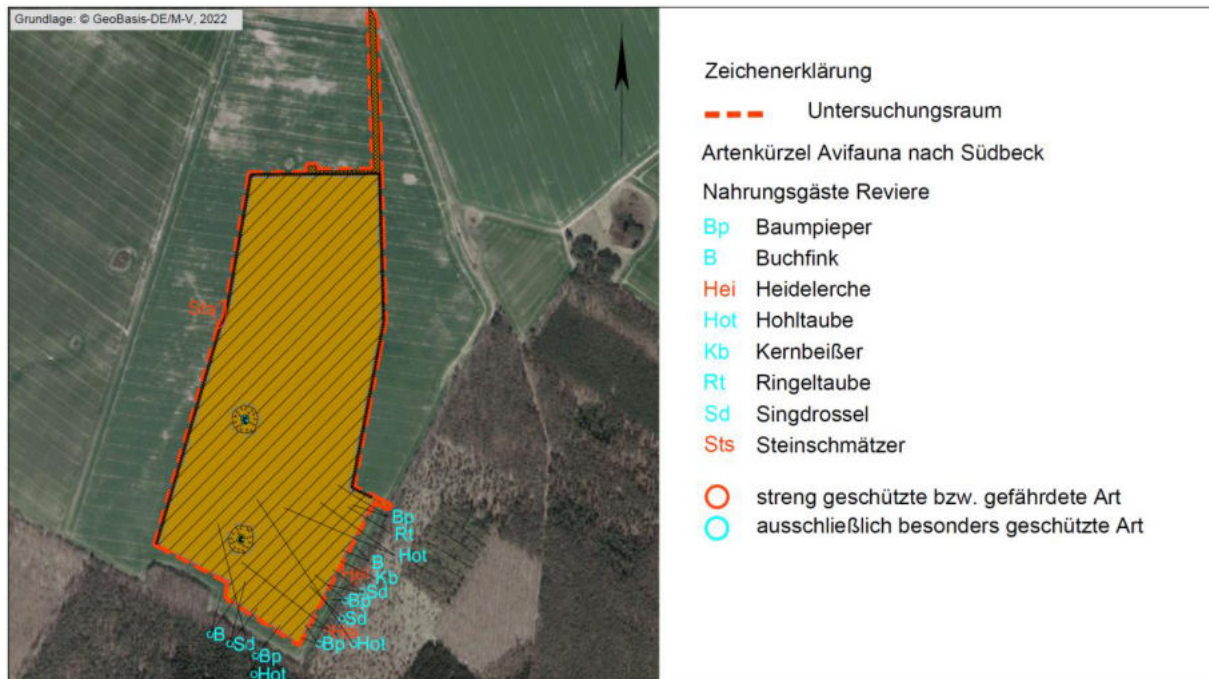 Grundlage: © GeoBasis-DE/M-V, 2022
Zeichenerklärung
Untersuchungsraum
Artenkürzel Avifauna nach Südbeck
Nahrungsgäste Reviere
Bp Baumpieper
B Buchfink
Hei Heidelerche
Hot Hohltaube
Kb Kernbeißer
Rt Ringeltaube
Sd Singdrossel
Sts Steinschmätzer
streng geschützte bzw. gefährdete Art
ausschließlich besonders geschützte Art
Sts
Bp
Rt
Hot
B
Hei Kb
Sd
Bp
Sd
Bp Hot
B
Sd
Bp
Hot